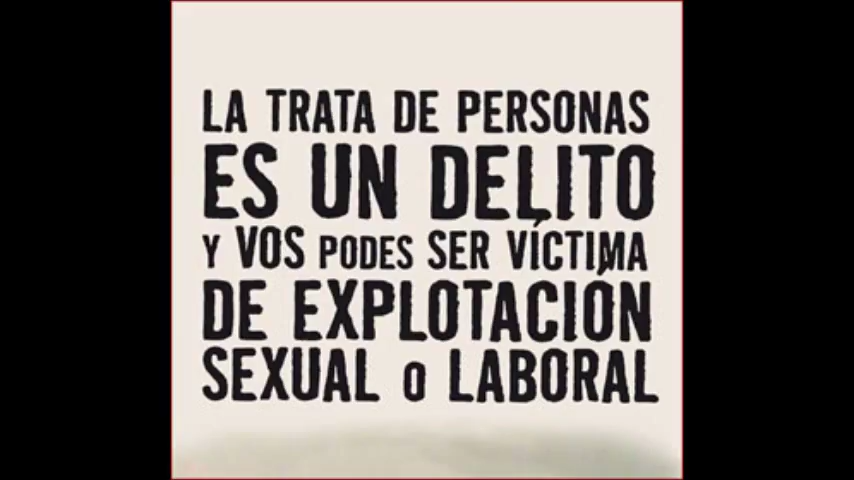 LA TRATA DE PERSONAS
ES UN DELITO
Y VOS PODES SER VÍCTIMA
DE EXPLOTACIÓN
SEXUAL O LABORAL